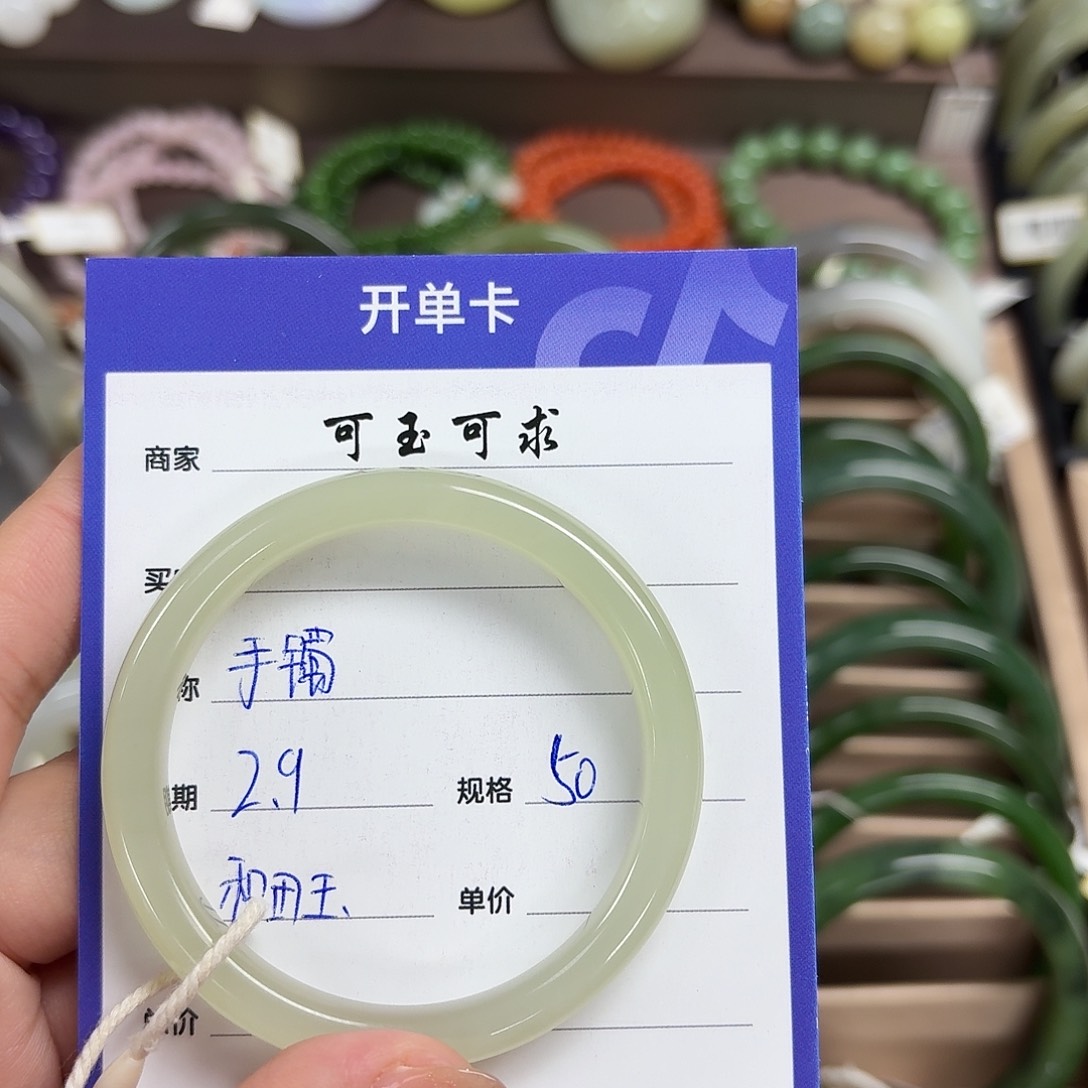 开单卡
商家 可玉可求
买
称 手镯
期 2.9 规格 50
和田玉 单价
价